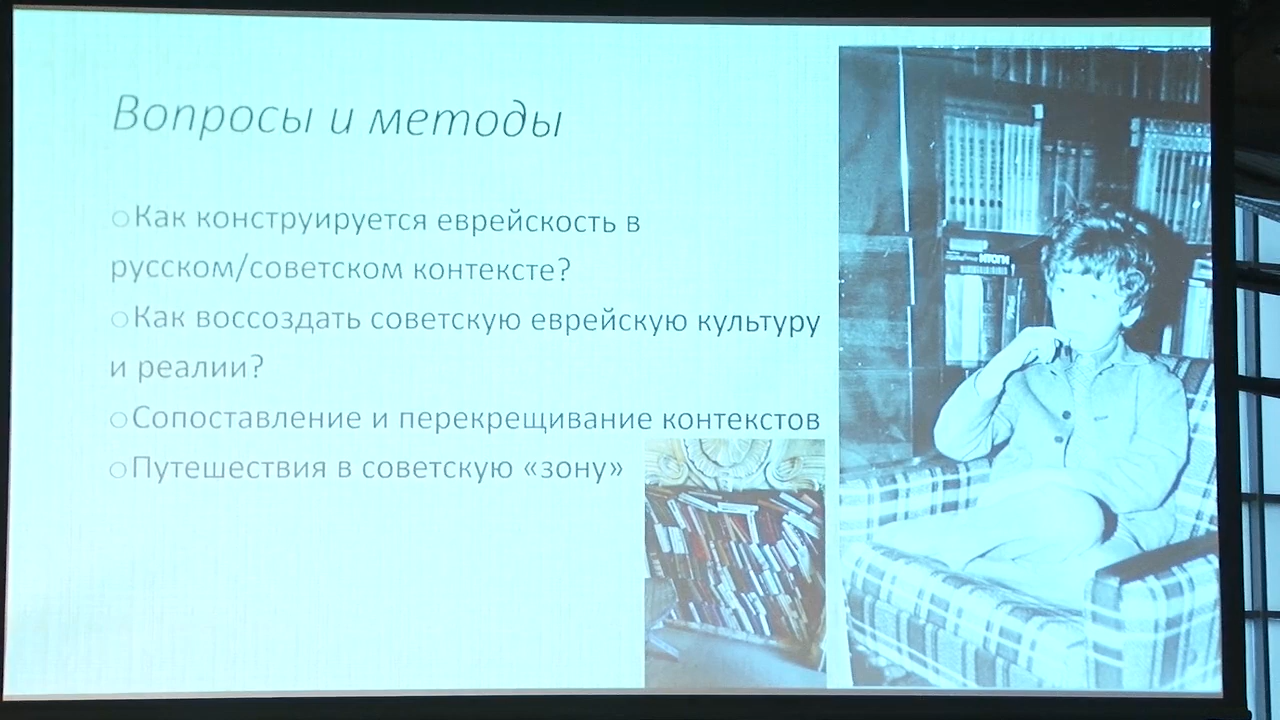 Вопросы и методы
○Как конструируется еврейскость в
русском/советском контексте?
○Как воссоздать советскую еврейскую культуру
и реалии?
○Сопоставление и перекрещивание контекстов
○Путешествия в советскую «зону»
ИТОГИ